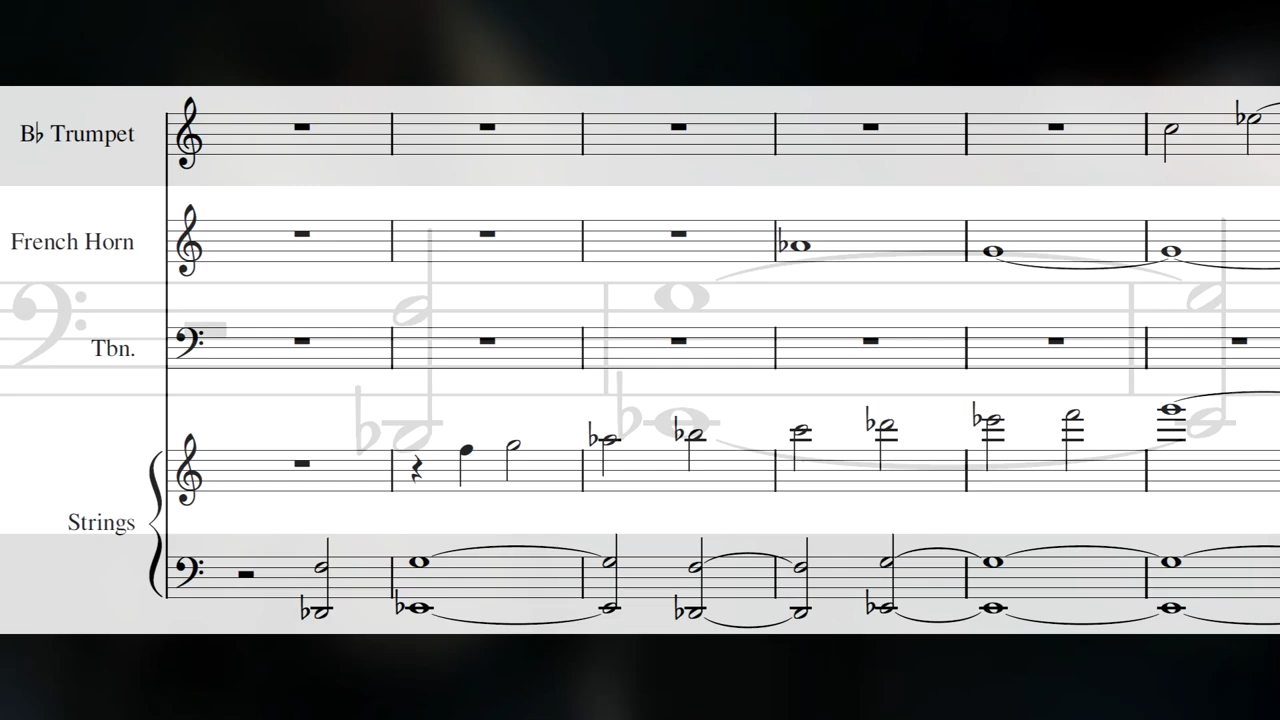 B♭ Trumpet
French Horn
Tbn.
Strings